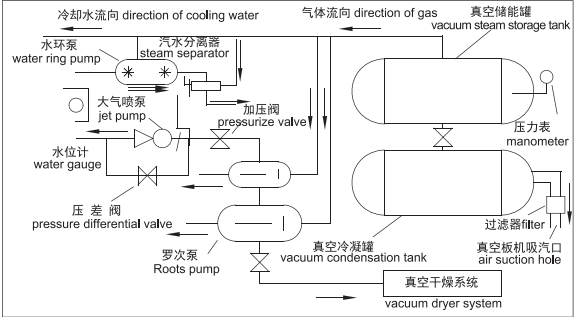 冷却水流向 direction of cooling water
气体流向 direction of gas
真空储能罐
vacuum steam storage tank
水环泵
water ring pump
汽水分离器
steam separator
大气喷泵
jet pump
加压阀
pressurize valve
压力表
manometer
水位计
water gauge
压 差 阀
pressure differential valve
过滤器filter
真空板机吸汽口
air suction hole
罗次泵
Roots pump
真空冷凝罐
vacuum condensation tank
真空干燥系统
vacuum dryer system